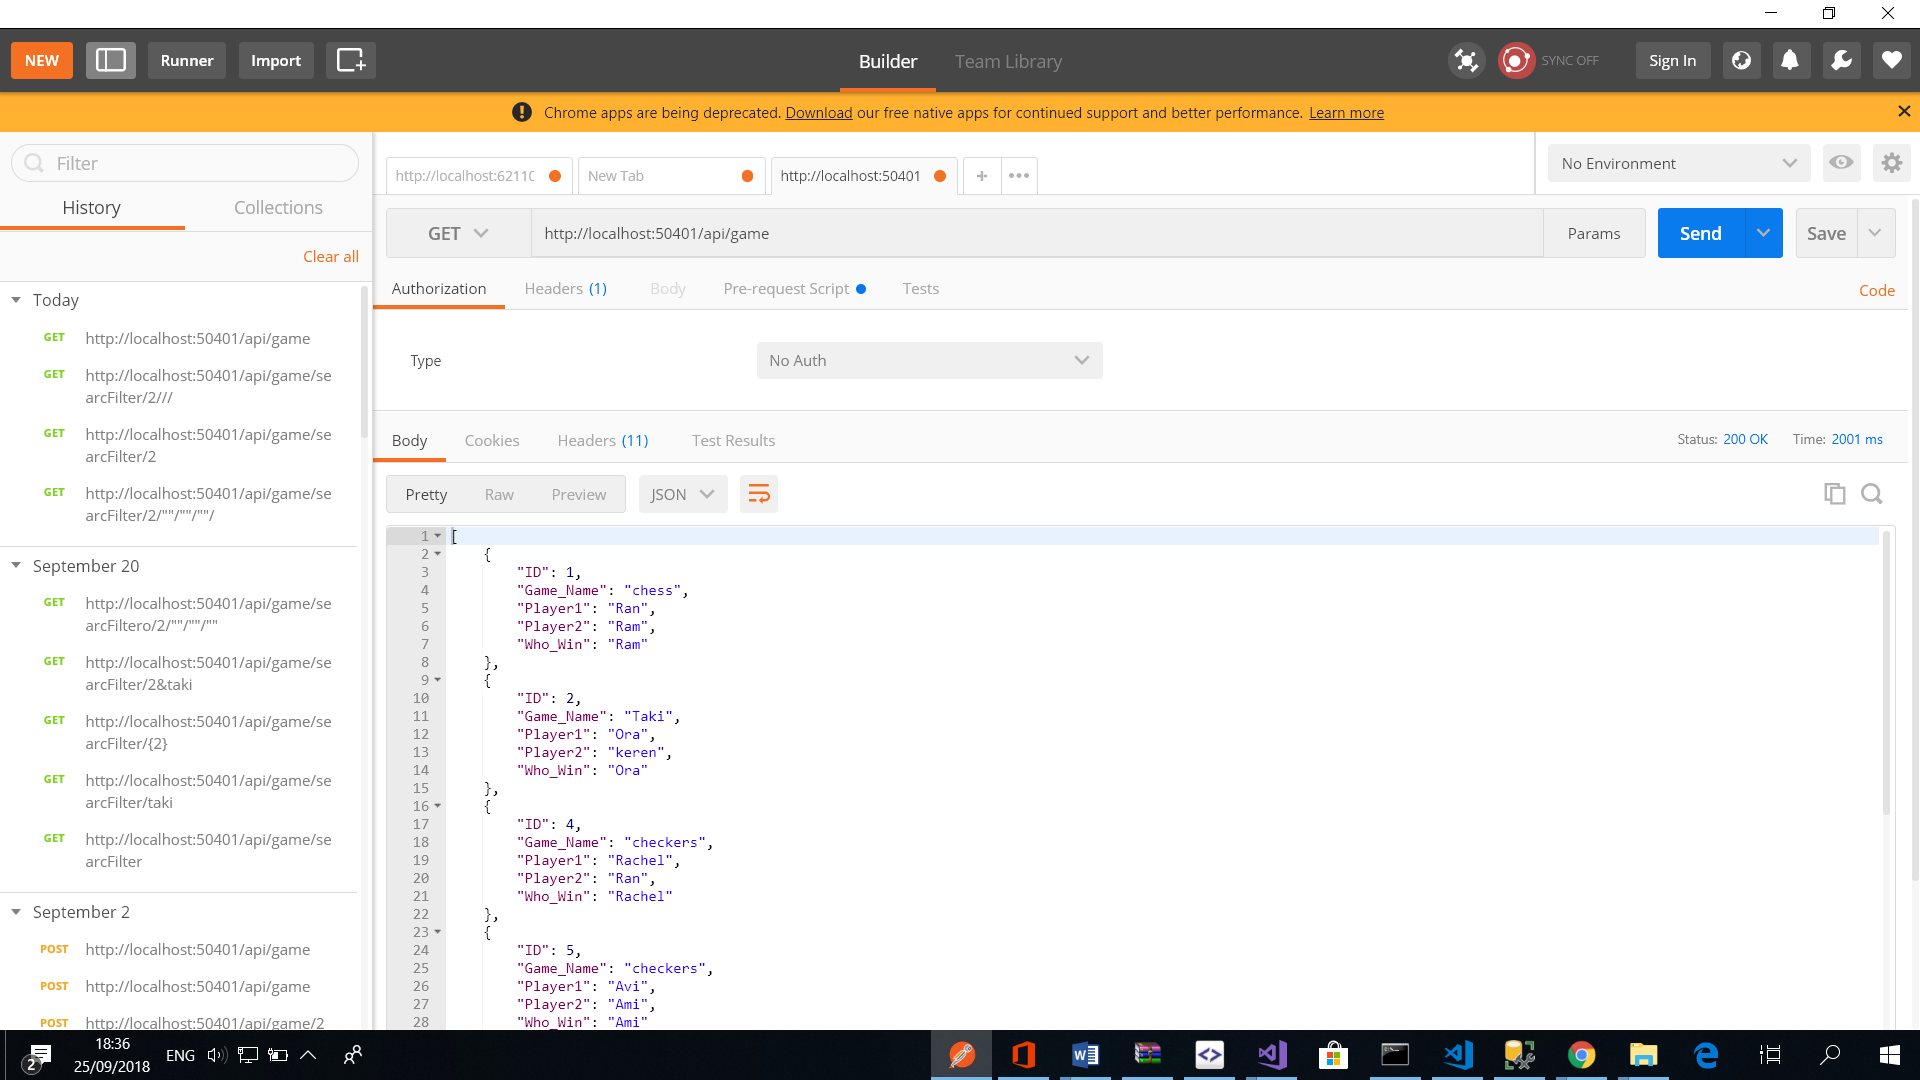 NEW
Runner
Import
Builder
Team Library
SYNC OFF
Sign In
Chrome apps are being deprecated. Download our free native apps for continued support and better performance. Learn more
Filter
History
Collections
Clear all
Today
GET http://localhost:50401/api/game
GET http://localhost:50401/api/game/se
arcFilter/2///
GET http://localhost:50401/api/game/se
arcFilter/2
GET http://localhost:50401/api/game/se
arcFilter/2/""/""/""/
September 20
GET http://localhost:50401/api/game/se
arcFiltero/2/""/""/""
GET http://localhost:50401/api/game/se
arcFilter/2&taki
GET http://localhost:50401/api/game/se
arcFilter/{2}
GET http://localhost:50401/api/game/se
arcFilter/taki
GET http://localhost:50401/api/game/se
arcFilter
September 2
POST http://localhost:50401/api/game
POST http://localhost:50401/api/game
POST http://localhost:50401/api/game/2
http://localhost:6211
New Tab
http://localhost:50401
No Environment
GET
http://localhost:50401/api/game
Params
Send
Save
Authorization
Headers (1)
Body
Pre-request Script
Tests
Code
Type
No Auth
Body
Cookies
Headers (11)
Test Results
Status: 200 OK
Time: 2001 ms
Pretty
Raw
Preview
JSON
1 [
2 {
3 "ID": 1,
4 "Game_Name": "chess",
5 "Player1": "Ran",
6 "Player2": "Ram",
7 "Who_Win": "Ram"
8 },
9 {
10 "ID": 2,
11 "Game_Name": "Taki",
12 "Player1": "Ora",
13 "Player2": "keren",
14 "Who_Win": "Ora"
15 },
16 {
17 "ID": 4,
18 "Game_Name": "checkers",
19 "Player1": "Rachel",
20 "Player2": "Ran",
21 "Who_Win": "Rachel"
22 },
23 {
24 "ID": 5,
25 "Game_Name": "checkers",
26 "Player1": "Avi",
27 "Player2": "Ami",
28 "Who_Win": "Ami"
2
18:36
25/09/2018
ENG